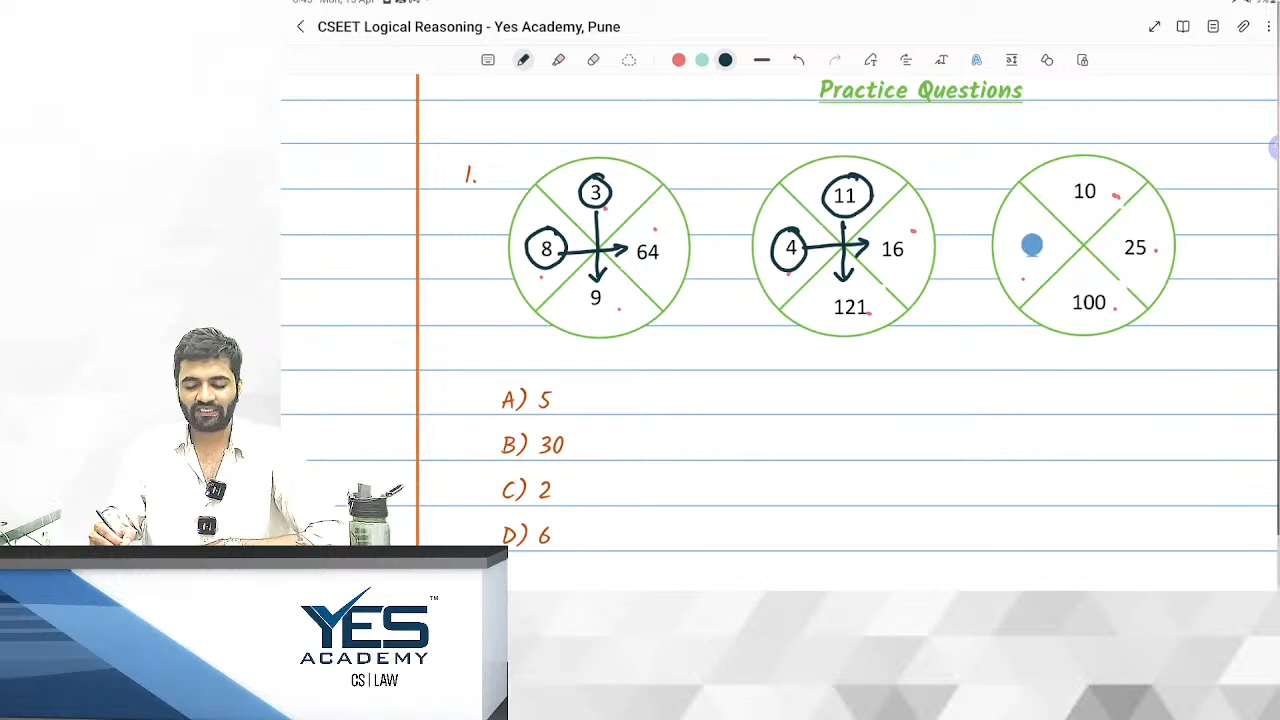 CSEET Logical Reasoning - Yes Academy, Pune
Practice Questions
1.
3
8
64
9
11
4
16
121
10
25
100
A) 5
B) 30
C) 2
D) 6
YES
TM
ACADEMY
CS | LAW